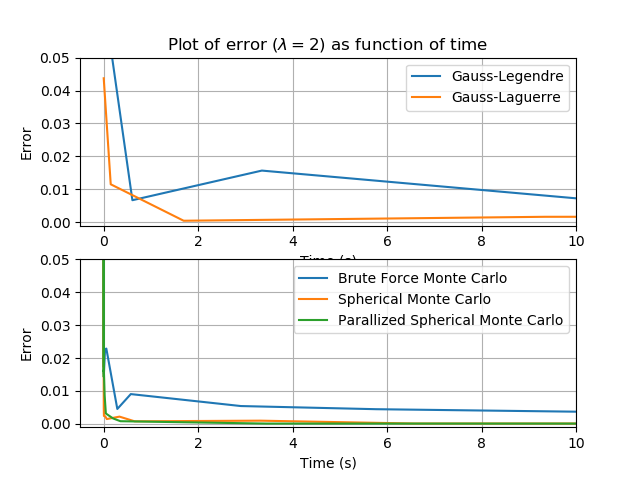 Plot of error (λ = 2) as function of time
0.05
0.04
0.03
0.02
0.01
0.00
Error
Gauss-Legendre
Gauss-Laguerre
0 2 4 6 8 10
Time (s)
0.05
0.04
0.03
0.02
0.01
0.00
Error
Brute Force Monte Carlo
Spherical Monte Carlo
Parallized Spherical Monte Carlo
0 2 4 6 8 10
Time (s)